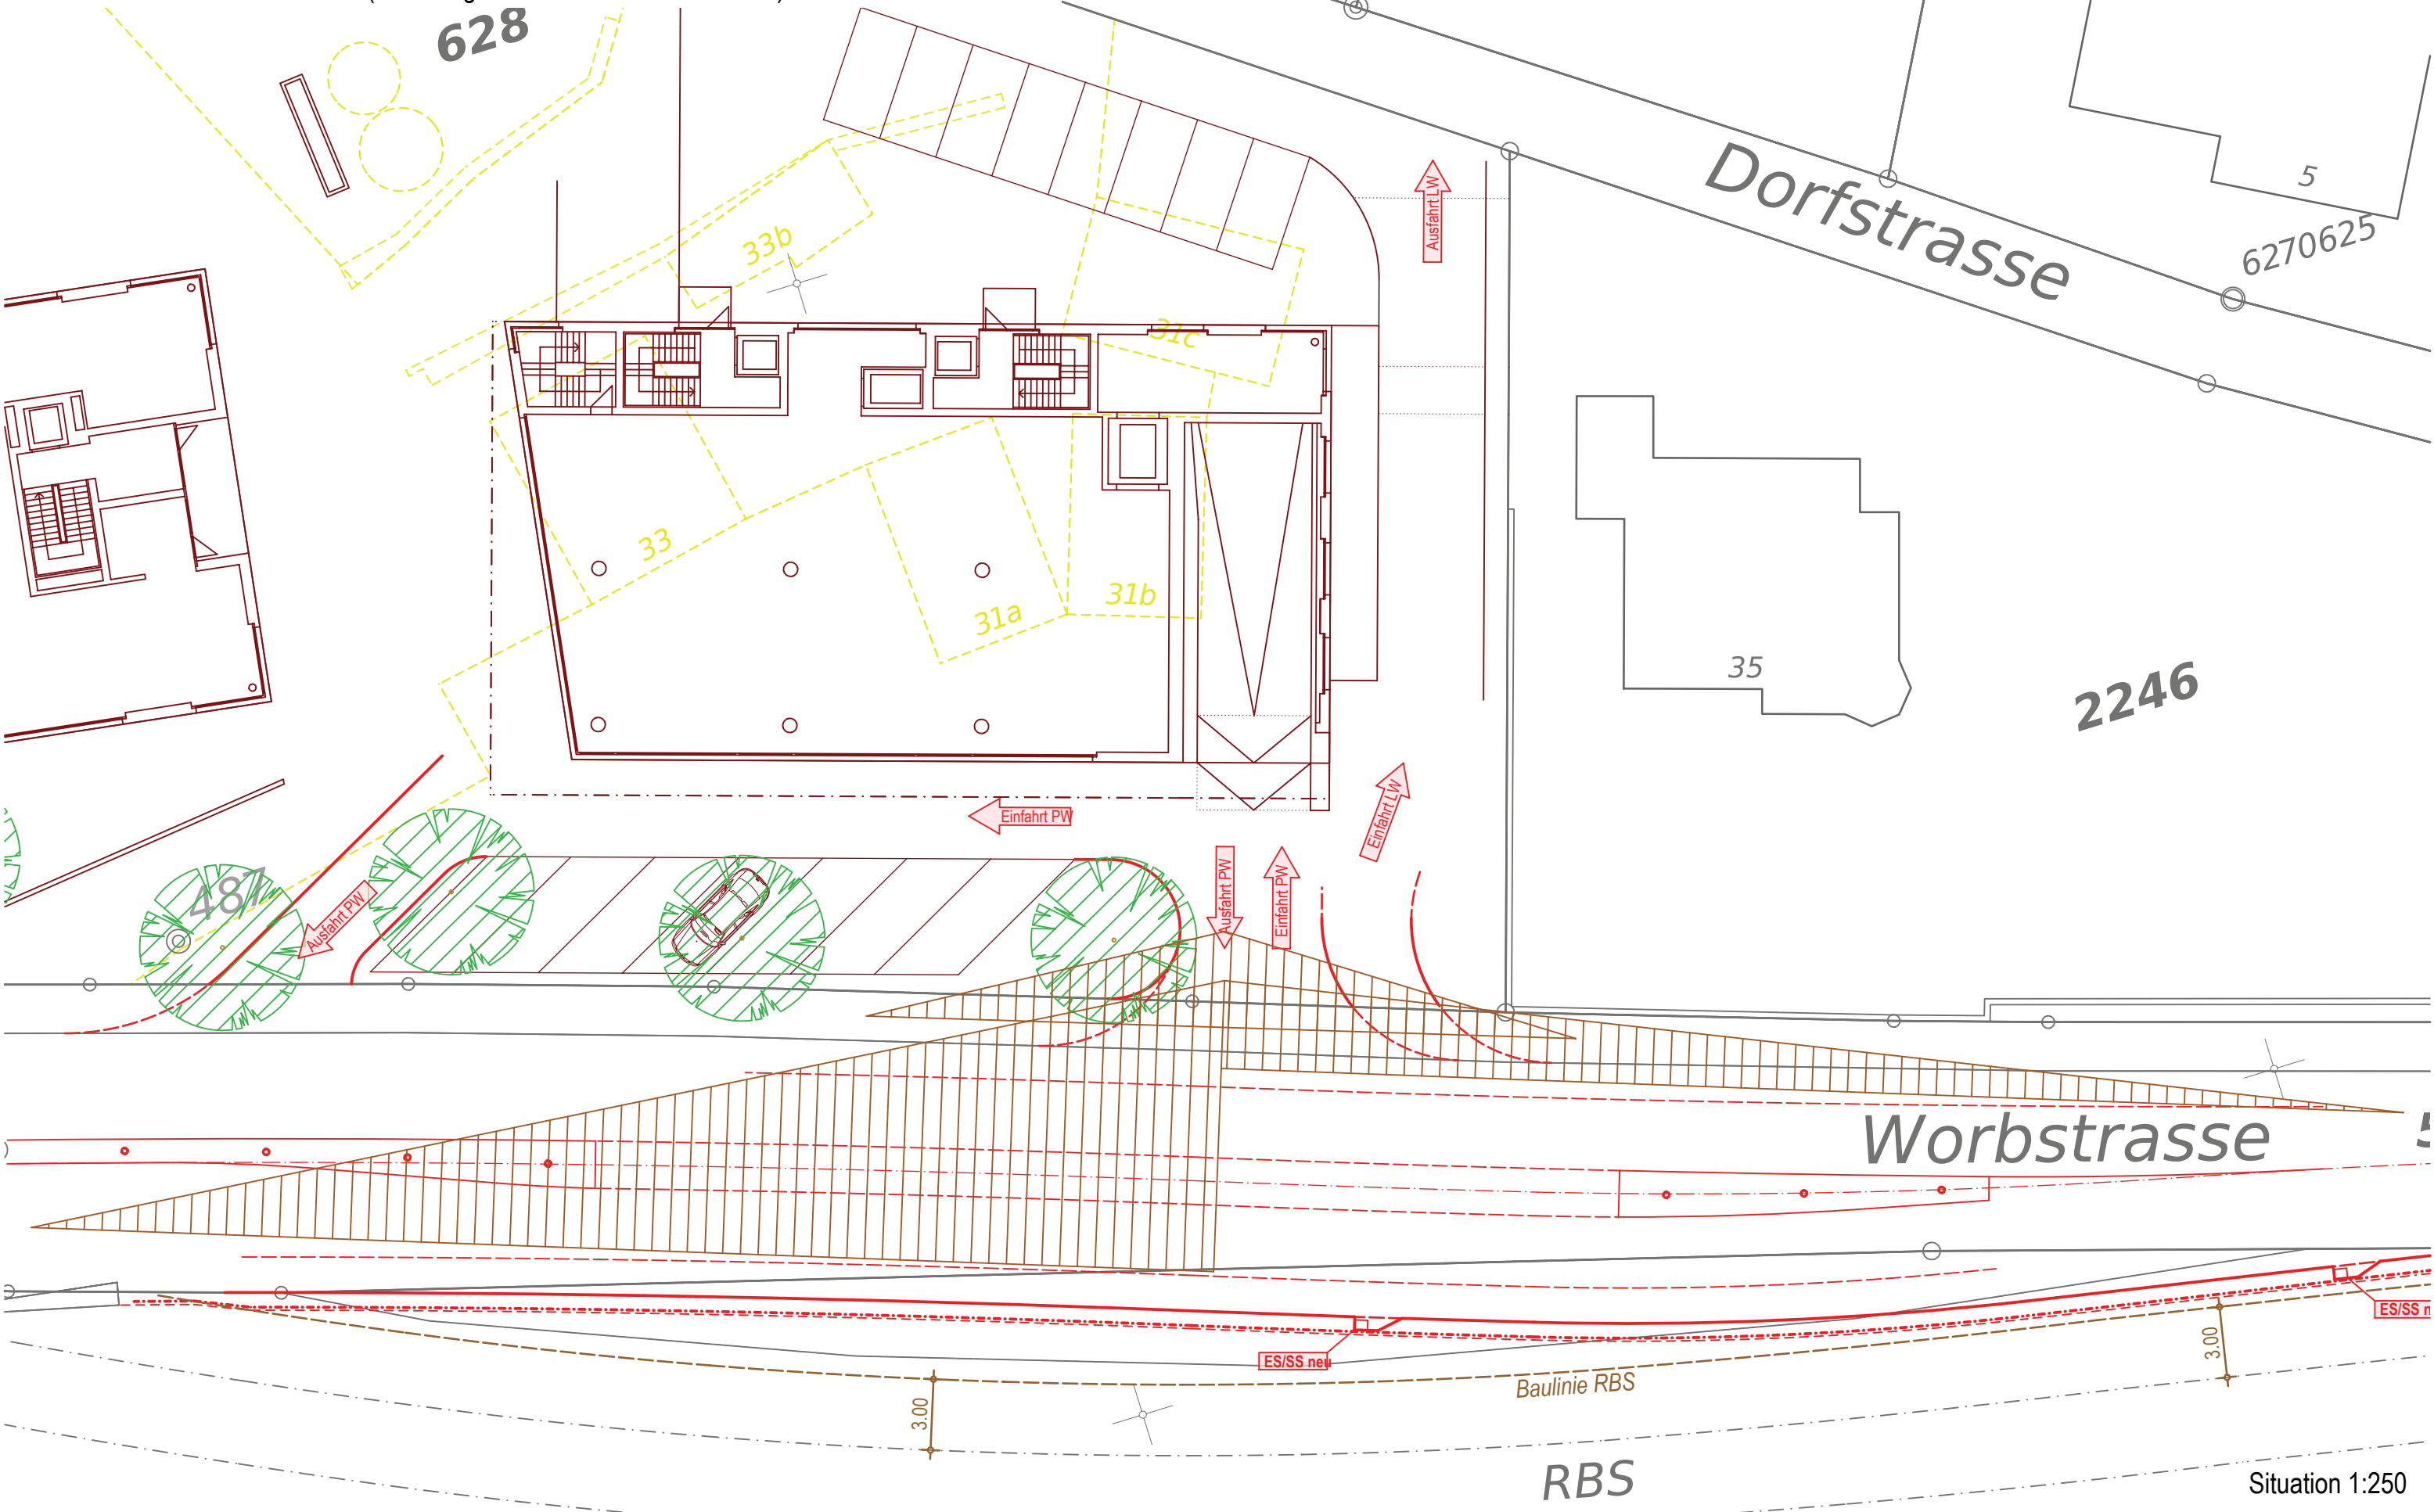 628
Dorfstrasse
5
6270625
Ausfahrt LW
33b
31c
33
31a
31b
35
2246
Einfahrt PW
Einfahrt LW
487
Ausfahrt PW
Ausfahrt PW
Einfahrt PW
Worbstrasse
ES/SS neu
ES/SS
3.00
3.00
Baulinie RBS
RBS
Situation 1:250